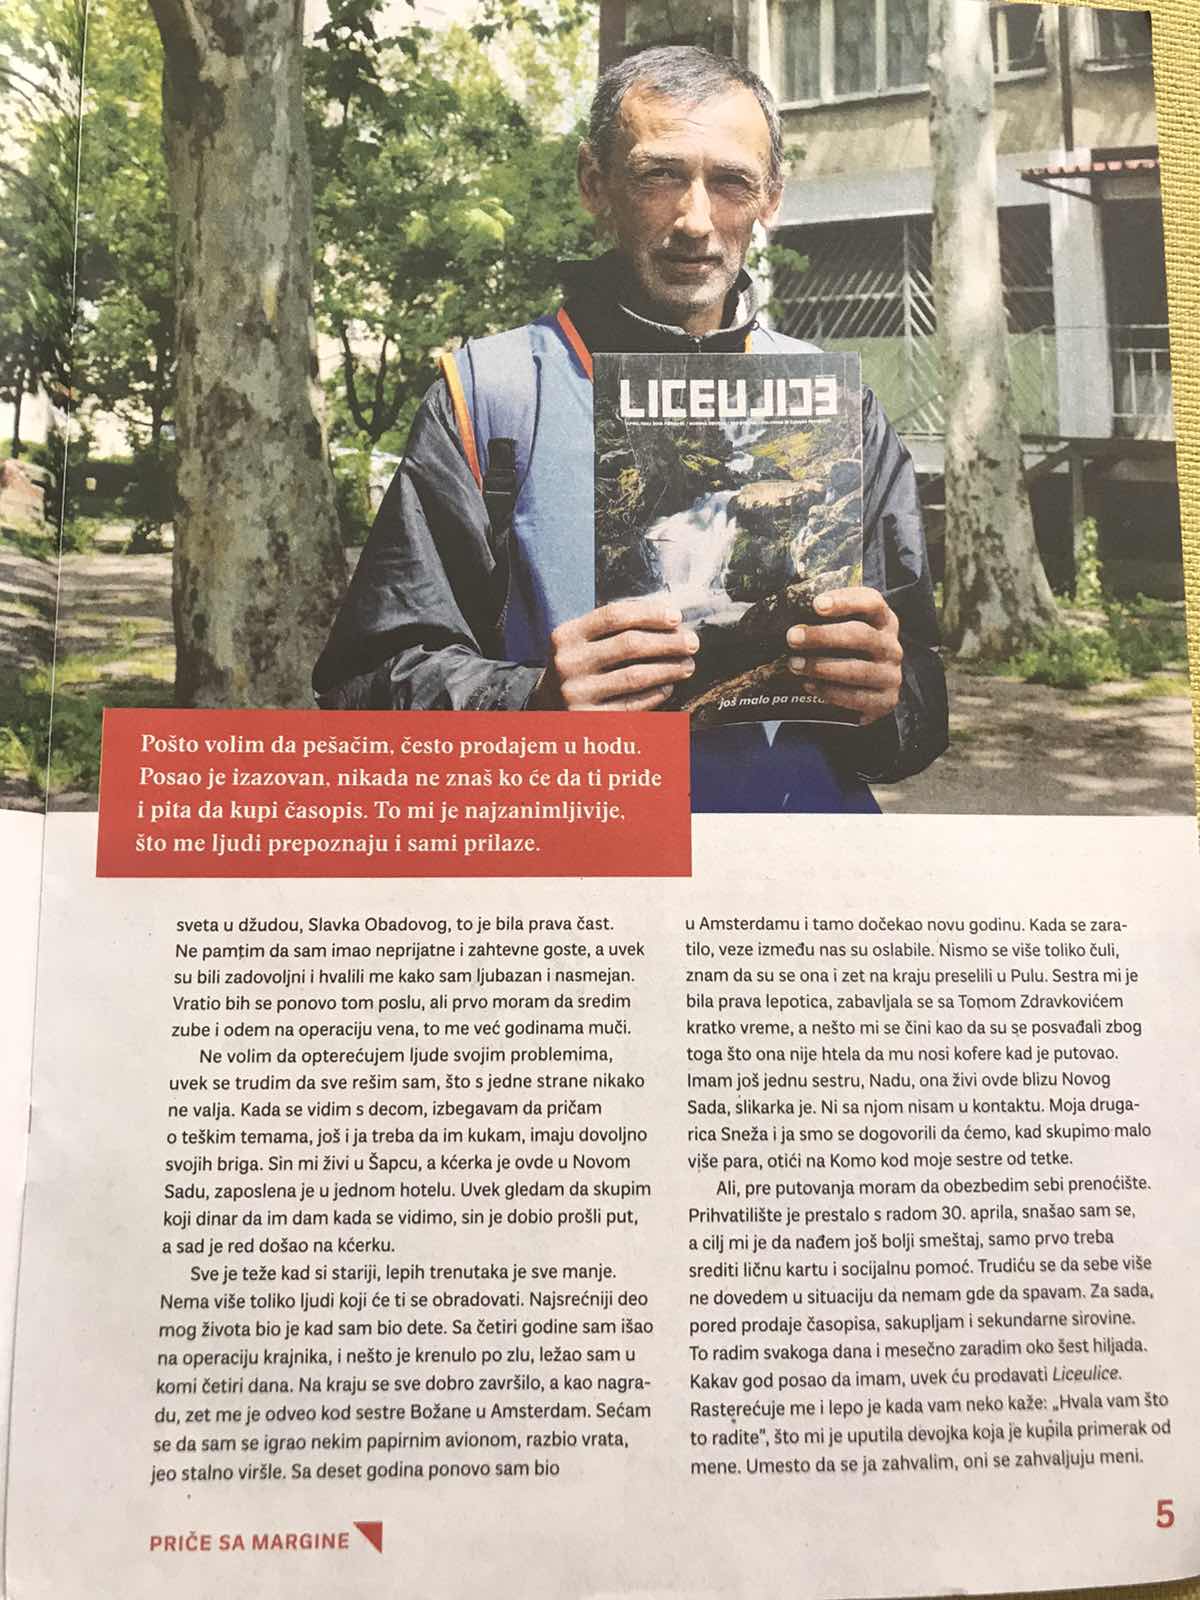 LICEULICE
još malo pa
Pošto volim da pešačim, često prodajem u hodu.
Posao je izazovan, nikada ne znaš ko će da ti priđe
i pita da kupi časopis. To mi je najzanimljivije,
što me ljudi prepoznaju i sami prilaze.
sveta u džudou, Slavka Obadovog, to je bila prava čast.
Ne pamtim da sam imao neprijatne i zahtevne goste, a uvek
su bili zadovoljni i hvalili me kako sam ljubazan i nasmejan.
Vratio bih se ponovo tom poslu, ali prvo moram da sredim
zube i odem na operaciju vena, to me već godinama muči.
Ne volim da opterećujem ljude svojim problemima,
uvek se trudim da sve rešim sam, što s jedne strane nikako
ne valja. Kada se vidim s decom, izbegavam da pričam
o teškim temama, još i ja treba da im kukam, imaju dovoljno
svojih briga. Sin mi živi u Šapcu, a kćerka je ovde u Novom
Sadu, zaposlena je u jednom hotelu. Uvek gledam da skupim
koji dinar da im dam kada se vidimo, sin je dobio prošli put,
a sad je red došao na kćerku.
Sve je teže kad si stariji, lepih trenutaka je sve manje.
Nema više toliko ljudi koji će ti se obradovati. Najsrećniji deo
mog života bio je kad sam bio dete. Sa četiri godine sam išao
na operaciju krajnika, i nešto je krenulo po zlu, ležao sam u
komi četiri dana. Na kraju se sve dobro završilo, a kao nagra-
du, zet me je odveo kod sestre Božane u Amsterdam. Sećam
se da sam se igrao nekim papirnim avionom, razbio vrata,
jeo stalno viršle. Sa deset godina ponovo sam bio
u Amsterdamu i tamo dočekao novu godinu. Kada se zara-
tilo, veze između nas su oslabile. Nismo se više toliko čuli,
znam da su se ona i zet na kraju preselili u Pulu. Sestra mi je
bila prava lepotica, zabavljala se sa Tomom Zdravkovićem
kratko vreme, a nešto mi se čini kao da su se posvađali zbog
toga što ona nije htela da mu nosi kofere kad je putovao.
Imam još jednu sestru, Nadu, ona živi ovde blizu Novog
Sada, slikarka je. Ni sa njom nisam u kontaktu. Moja druga-
rica Sneža i ja smo se dogovorili da ćemo, kad skupimo malo
više para, otići na Komo kod moje sestre od tetke.
Ali, pre putovanja moram da obezbedim sebi prenoćište.
Prihvatilište je prestalo s radom 30. aprila, snašao sam se,
a cilj mi je da nađem još bolji smeštaj, samo prvo treba
srediti ličnu kartu i socijalnu pomoć. Trudiću se da sebe više
ne dovedem u situaciju da nemam gde da spavam. Za sada,
pored prodaje časopisa, sakupljam i sekundarne sirovine.
To radim svakoga dana i mesečno zaradim oko šest hiljada.
Kakav god posao da imam, uvek ću prodavati Liceulice.
Rasterećuje me i lepo je kada vam neko kaže: „Hvala vam što
to radite”, što mi je uputila devojka koja je kupila primerak od
mene. Umesto da se ja zahvalim, oni se zahvaljuju meni.
PRIČE SA MARGINE
5